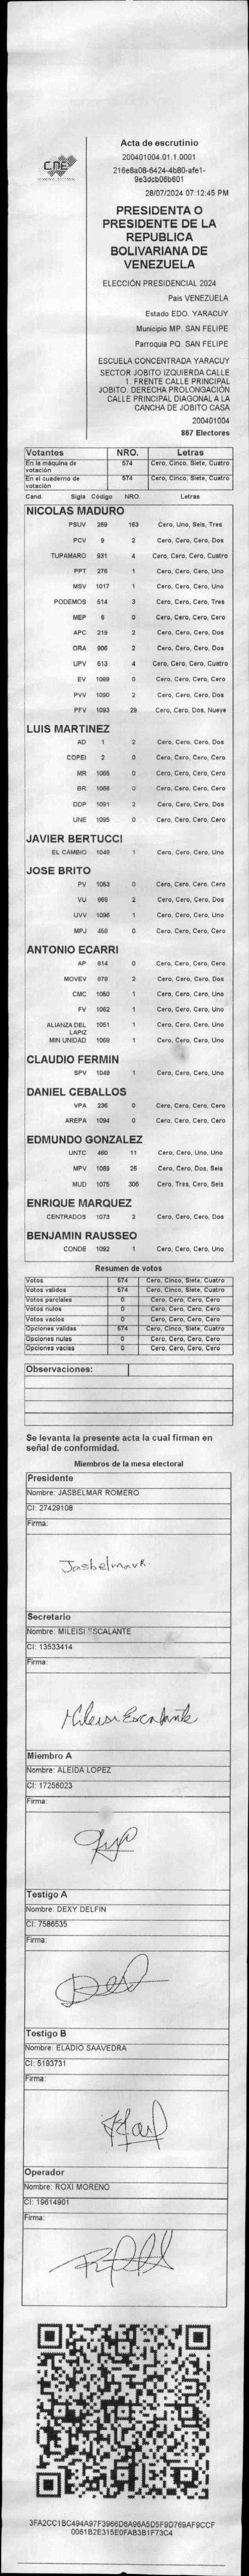 CNE
Acta de escrutinio
200401004.01.1.0001
216e8a08-6424-4b80-afe1-
9e3dcb06b601
28/07/2024 07:12:45 PM
PRESIDENTA O
PRESIDENTE DE LA
REPUBLICA
BOLIVARIANA DE
VENEZUELA
ELECCIÓN PRESIDENCIAL 2024
País VENEZUELA
Estado EDO. YARACUY
Municipio MP. SAN FELIPE
Parroquia PQ. SAN FELIPE
ESCUELA CONCENTRADA YARACUY
SECTOR JOBITO IZQUIERDA CALLE
1. FRENTE CALLE PRINCIPAL
JOBITO. DERECHA PROLONGACIÓN
CALLE PRINCIPAL DIAGONAL A LA
CANCHA DE JOBITO CASA
200401004
867 Electores
Votantes NRO. Letras
En la máquina de votación 574 Cero, Cinco, Siete, Cuatro
En el cuaderno de votación 574 Cero, Cinco, Siete, Cuatro
Cand. Sigla Código NRO. Letras
NICOLAS MADURO
PSUV 269 163 Cero, Uno, Seis, Tres
PCV 9 2 Cero, Cero, Cero, Dos
TUPAMARO 931 4 Cero, Cero, Cero, Cuatro
PPT 276 1 Cero, Cero, Cero, Uno
MSV 1017 1 Cero, Cero, Cero, Uno
PODEMOS 514 3 Cero, Cero, Cero, Tres
MEP 6 0 Cero, Cero, Cero, Cero
APC 219 2 Cero, Cero, Cero, Dos
ORA 906 2 Cero, Cero, Cero, Dos
UPV 513 4 Cero, Cero, Cero, Cuatro
EV 1089 0 Cero, Cero, Cero, Cero
PVV 1090 2 Cero, Cero, Cero, Dos
PFV 1093 29 Cero, Cero, Dos, Nueve
LUIS MARTINEZ
AD 1 2 Cero, Cero, Cero, Dos
COPEI 2 0 Cero, Cero, Cero, Cero
MR 1055 0 Cero, Cero, Cero, Cero
BR 1066 0 Cero, Cero, Cero, Cero
DDP 1091 2 Cero, Cero, Cero, Dos
UNE 1095 0 Cero, Cero, Cero, Cero
JAVIER BERTUCCI
EL CAMBIO 1048 1 Cero, Cero, Cero, Uno
JOSE BRITO
PV 1053 0 Cero, Cero, Cero, Cero
VU 868 2 Cero, Cero, Cero, Dos
UVV 1096 1 Cero, Cero, Cero, Uno
MPJ 458 0 Cero, Cero, Cero, Cero
ANTONIO ECARRI
AP 814 0 Cero, Cero, Cero, Cero
MOVEV 878 2 Cero, Cero, Cero, Dos
CMC 1050 1 Cero, Cero, Cero, Uno
FV 1062 1 Cero, Cero, Cero, Uno
ALIANZA DEL LAPIZ 1051 1 Cero, Cero, Cero, Uno
MIN UNIDAD 1069 1 Cero, Cero, Cero, Uno
CLAUDIO FERMIN
SPV 1049 1 Cero, Cero, Cero, Uno
DANIEL CEBALLOS
VPA 236 0 Cero, Cero, Cero, Cero
AREPA 1094 0 Cero, Cero, Cero, Cero
EDMUNDO GONZALEZ
UNTC 460 11 Cero, Cero, Uno, Uno
MPV 1069 26 Cero, Cero, Dos, Seis
MUD 1075 306 Cero, Tres, Cero, Seis
ENRIQUE MARQUEZ
CENTRADOS 1073 2 Cero, Cero, Cero, Dos
BENJAMIN RAUSSEO
CONDE 1092 1 Cero, Cero, Cero, Uno
Resumen de votos
Votos 574 Cero, Cinco, Siete, Cuatro
Votos validos 574 Cero, Cinco, Siete, Cuatro
Votos parciales 0 Cero, Cero, Cero, Cero
Votos nulos 0 Cero, Cero, Cero, Cero
Votos vacios 0 Cero, Cero, Cero, Cero
Opciones validas 574 Cero, Cinco, Siete, Cuatro
Opciones nulas 0 Cero, Cero, Cero, Cero
Opciones vacias 0 Cero, Cero, Cero, Cero
Observaciones:
Se levanta la presente acta la cual firman en
señal de conformidad.
Miembros de la mesa electoral
Presidente
Nombre: JASBELMAR ROMERO
CI: 27429108
Firma:
Jasbelmar R.
Secretario
Nombre: MILEISI ESCALANTE
CI: 13533414
Firma:
Mileisi Escalante
Miembro A
Nombre: ALEIDA LOPEZ
CI: 17256023
Firma:
Testigo A
Nombre: DEXY DELFIN
CI: 7586535
Firma:
Testigo B
Nombre: ELADIO SAAVEDRA
CI: 5193731
Firma:
Operador
Nombre: ROXI MORENO
CI: 19614901
Firma:
3FA2CC1BC494A97F3966D6A96A5D5F9D769AF9CCF
0061B2E315E0FAB3B1F73C4